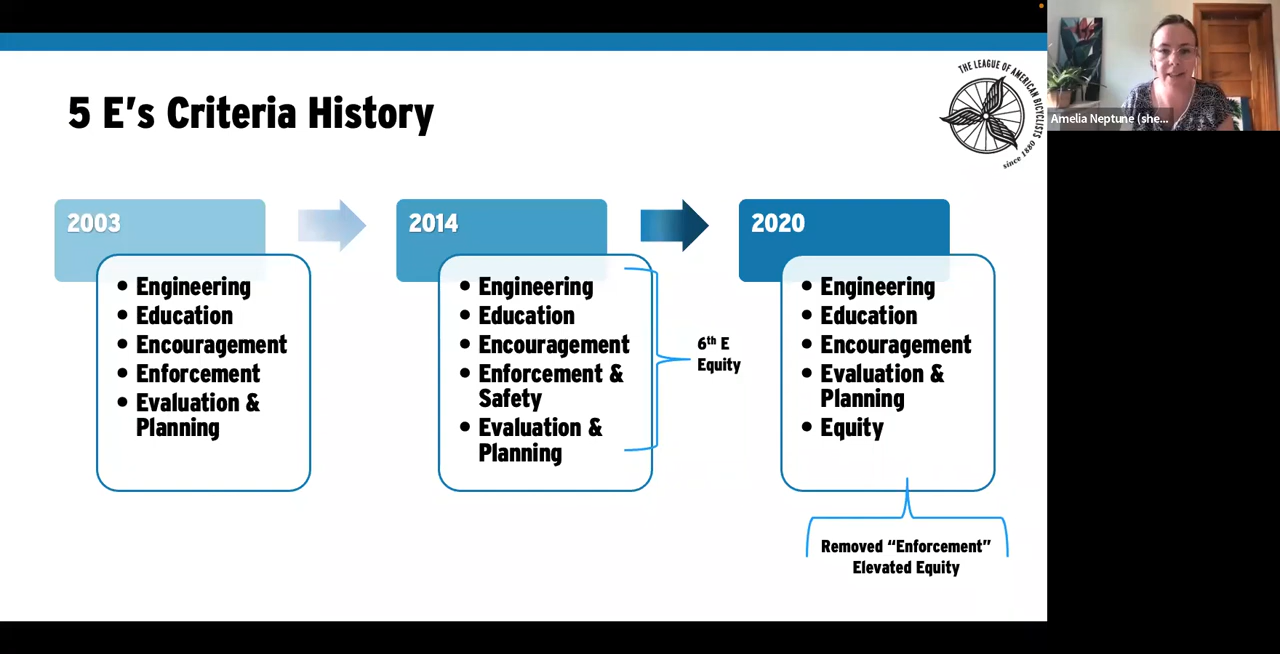 5 E’s Criteria History
THE LEAGUE OF AMERICAN BICYCLISTS
since 1880
Amelia Neptune (she...
2003
• Engineering
• Education
• Encouragement
• Enforcement
• Evaluation &
Planning
2014
• Engineering
• Education
• Encouragement
• Enforcement &
Safety
• Evaluation &
Planning
6th E
Equity
2020
• Engineering
• Education
• Encouragement
• Evaluation &
Planning
• Equity
Removed “Enforcement”
Elevated Equity